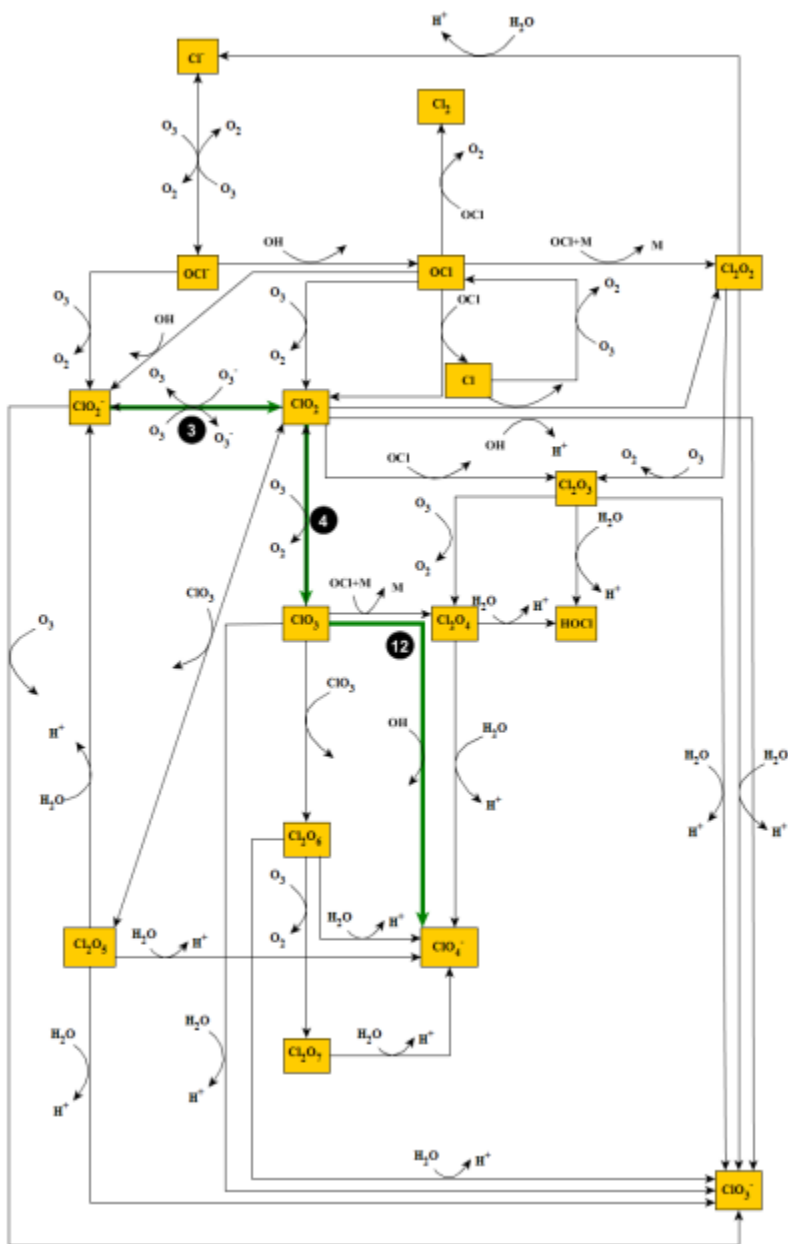 H⁺ H₂O
Cl⁻
Cl₂
O₃ O₂
O₂ O₃
O₂
OCl
OH
OCl+M M
OCl⁻
OCl
Cl₂O₂
O₃
O₂
OH
O₃
O₂
OCl
O₂
O₃
Cl
ClO₂⁻
O₃ O₃⁻
3
O₃ O₃⁻
ClO₂
OH H⁺
OCl
O₂ O₃
Cl₂O₃
O₃
O₂
4
O₃
O₂
H₂O
H⁺
ClO₃
OCl+M M
Cl₂O₄
H₂O H⁺
HOCl
12
ClO₃
O₃
ClO₃
OH
H₂O
H⁺
H⁺
H₂O
H₂O
H⁺
H₂O
H⁺
Cl₂O₆
O₃
O₂
H₂O H⁺
Cl₂O₅
H₂O H⁺
ClO₄⁻
H₂O
H⁺
H₂O
H⁺
Cl₂O₇
H₂O H⁺
H₂O H⁺
ClO₃⁻